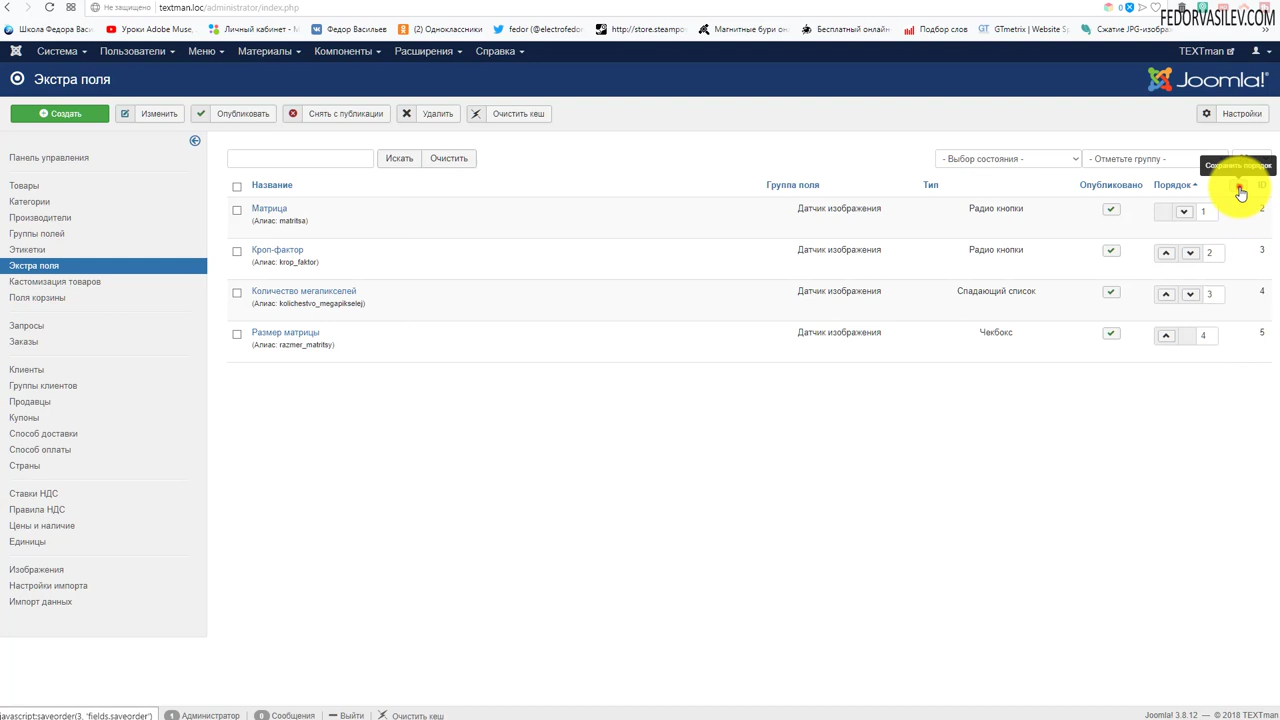 Не защищено textman.loc/administrator/index.php
FEDORVASILEV.COM
Школа Федора Васил Уроки Adobe Muse, Личный кабинет - М Федор Васильев (2) Одноклассники fedor (@electrofedor http://store.steampo Магнитные бури он Бесплатный онлайн Подбор слов GTmetrix | Website Sp Сжатие JPG-изобра »
Система Пользователи Меню Материалы Компоненты Расширения Справка TEXTman
Экстра поля Joomla!®
Создать Изменить Опубликовать Снять с публикации Удалить Очистить кеш Настройки
Панель управления
Товары
Категории
Производители
Группы полей
Этикетки
Экстра поля
Кастомизация товаров
Поля корзины
Запросы
Заказы
Клиенты
Группы клиентов
Продавцы
Купоны
Способ доставки
Способ оплаты
Страны
Ставки НДС
Правила НДС
Цены и наличие
Единицы
Изображения
Настройки импорта
Импорт данных
Искать Очистить - Выбор состояния - - Отметьте группу -
Сохранить порядок
Название Группа поля Тип Опубликовано Порядок ID
Матрица Датчик изображения Радио кнопки 1 2
(Алиас: matritsa)
Кроп-фактор Датчик изображения Радио кнопки 2 3
(Алиас: krop_faktor)
Количество мегапикселей Датчик изображения Спадающий список 3 4
(Алиас: kolichestvo_megapikselej)
Размер матрицы Датчик изображения Чекбокс 4 5
(Алиас: razmer_matritsy)
javascript:saveorder(3, 'fields.saveorder') 1 Администратор 0 Сообщения Выйти Очистить кеш Joomla! 3.8.12 — © 2018 TEXTman